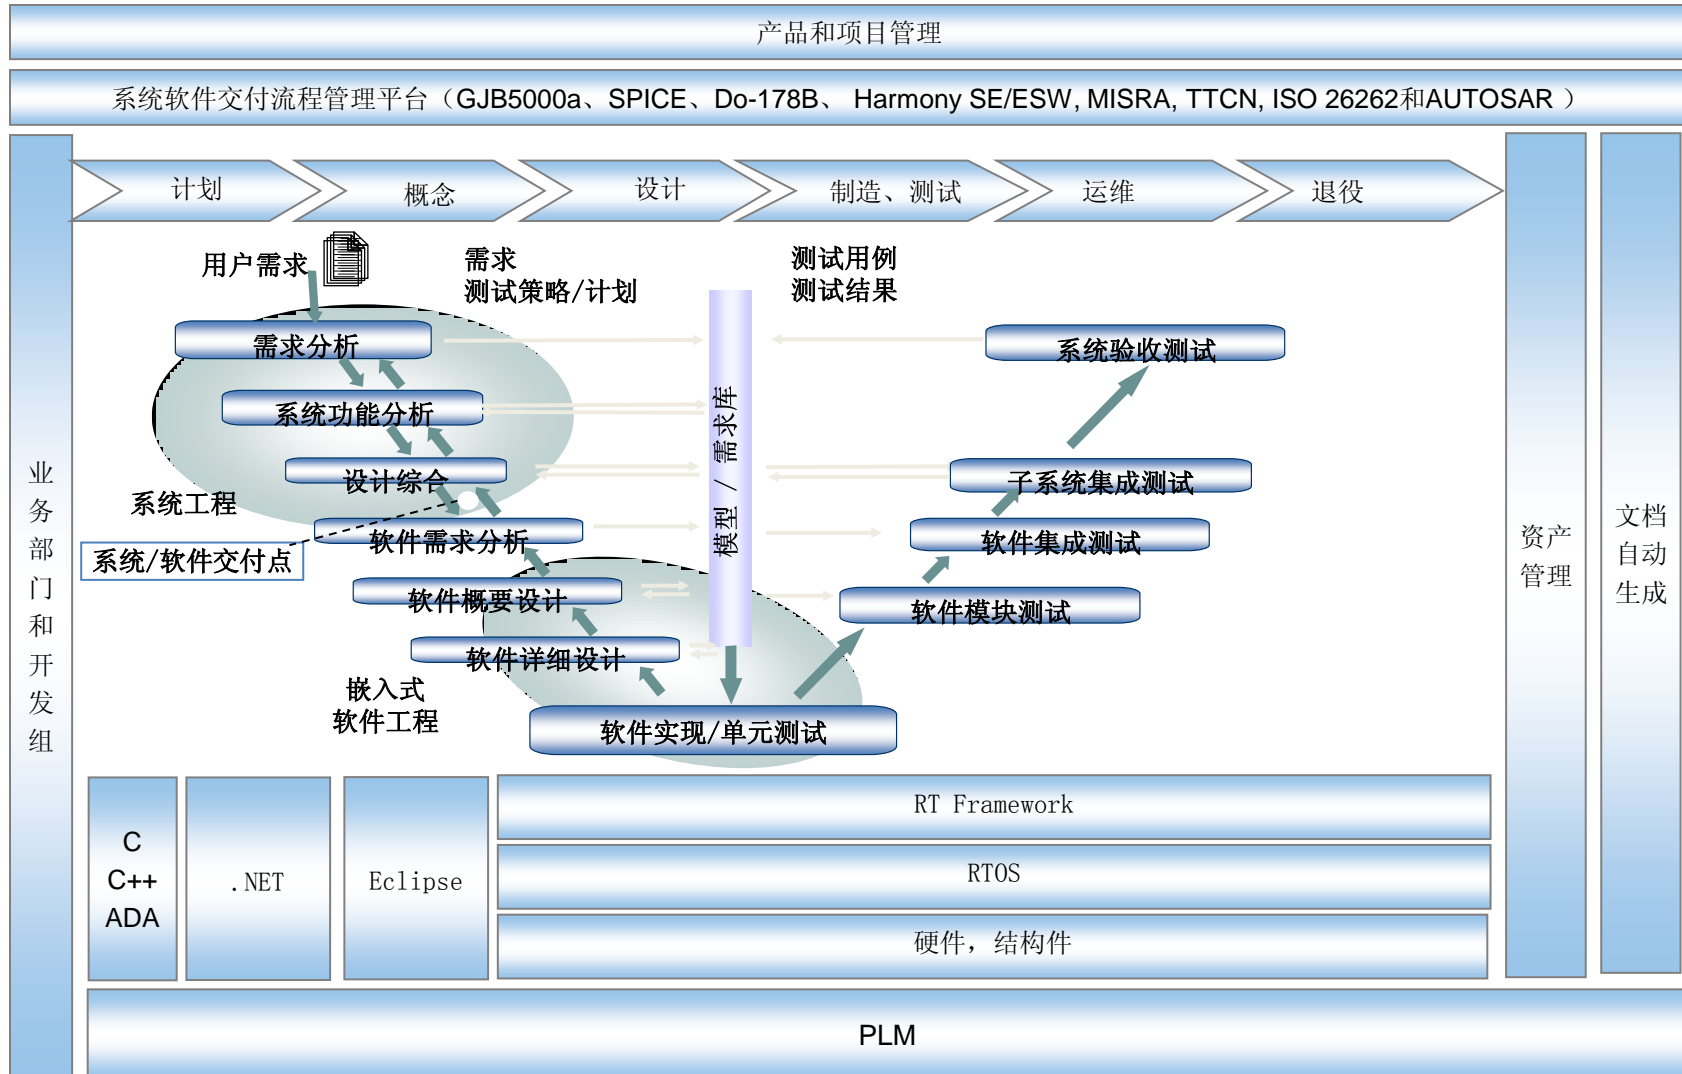 产品和项目管理
系统软件交付流程管理平台（GJB5000a、SPICE、Do-178B、 Harmony SE/ESW, MISRA, TTCN, ISO 26262和AUTOSAR ）
计划
概念
设计
制造、测试
运维
退役
用户需求
需求
测试策略/计划
测试用例
测试结果
需求分析
系统功能分析
设计综合
系统工程
软件需求分析
系统/软件交付点
软件概要设计
软件详细设计
嵌入式
软件工程
软件实现/单元测试
模型 / 需求库
系统验收测试
子系统集成测试
软件集成测试
软件模块测试
业
务
部
门
和
开
发
组
资产
管理
文档
自动
生成
C
C++
ADA
.NET
Eclipse
RT Framework
RTOS
硬件，结构件
PLM